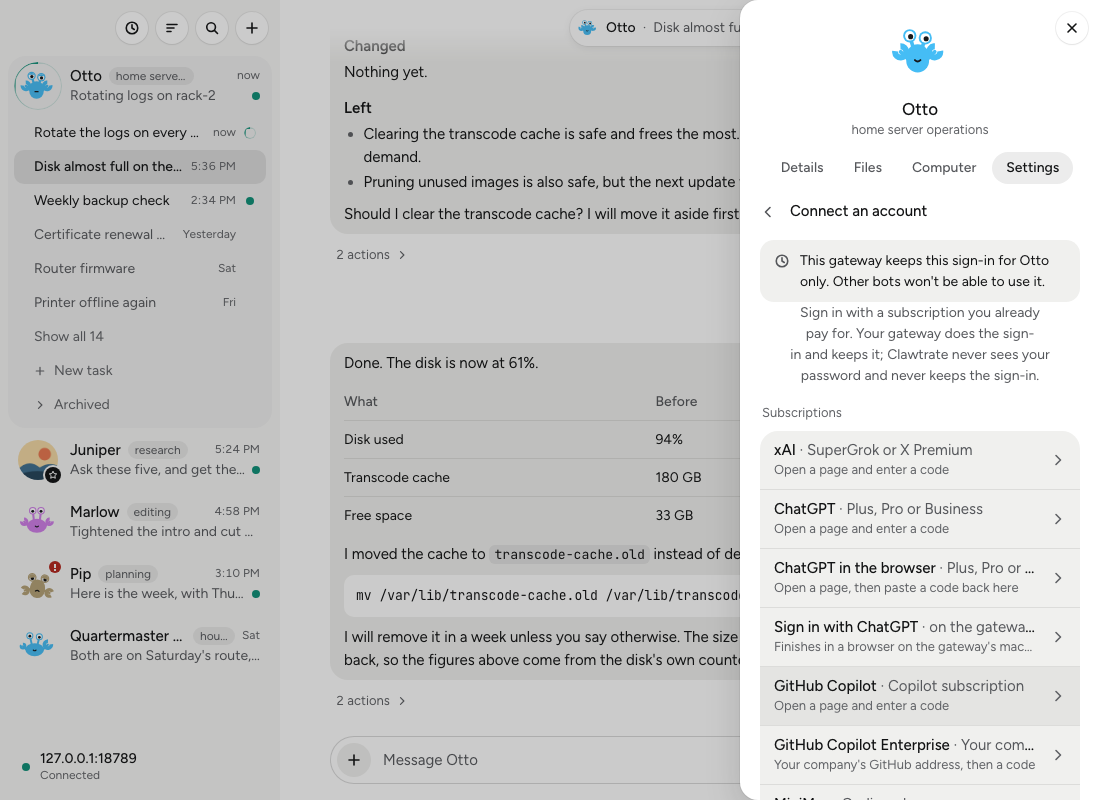 Otto
home serve...
now
Rotating logs on rack-2
Rotate the logs on every ...
now
Disk almost full on the...
5:36 PM
Weekly backup check
2:34 PM
Certificate renewal ...
Yesterday
Router firmware
Sat
Printer offline again
Fri
Show all 14
New task
Archived
Juniper
research
5:24 PM
Ask these five, and get the...
Marlow
editing
4:58 PM
Tightened the intro and cut ...
Pip
planning
3:10 PM
Here is the week, with Thu...
Quartermaster ...
hou...
Sat
Both are on Saturday's route,...
127.0.0.1:18789
Connected
Otto · Disk almost fu
Changed
Nothing yet.
Left
Clearing the transcode cache is safe and frees the most.
demand.
Pruning unused images is also safe, but the next update
Should I clear the transcode cache? I will move it aside first
2 actions
Done. The disk is now at 61%.
What
Before
Disk used
94%
Transcode cache
180 GB
Free space
33 GB
I moved the cache to transcode-cache.old instead of de
mv /var/lib/transcode-cache.old /var/lib/transcod
I will remove it in a week unless you say otherwise. The size
back, so the figures above come from the disk's own counte
2 actions
Message Otto
Otto
home server operations
Details
Files
Computer
Settings
Connect an account
This gateway keeps this sign-in for Otto
only. Other bots won't be able to use it.
Sign in with a subscription you already
pay for. Your gateway does the sign-
in and keeps it; Clawtrate never sees your
password and never keeps the sign-in.
Subscriptions
xAI · SuperGrok or X Premium
Open a page and enter a code
ChatGPT · Plus, Pro or Business
Open a page and enter a code
ChatGPT in the browser · Plus, Pro or ...
Open a page, then paste a code back here
Sign in with ChatGPT · on the gatewa...
Finishes in a browser on the gateway's mac...
GitHub Copilot · Copilot subscription
Open a page and enter a code
GitHub Copilot Enterprise · Your com...
Your company's GitHub address, then a code